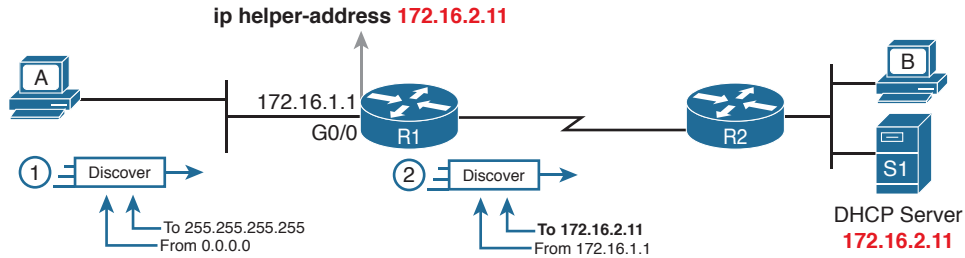 ip helper-address 172.16.2.11
A
B
172.16.1.1
G0/0
R1
R2
S1
1
Discover
2
Discover
To 255.255.255.255
From 0.0.0.0
To 172.16.2.11
From 172.16.1.1
DHCP Server
172.16.2.11